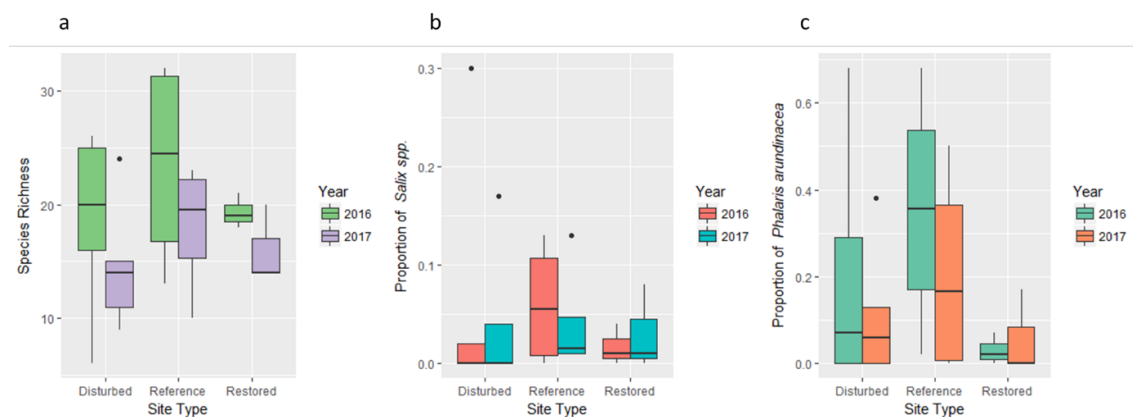 a
Species Richness
30
20
10
Disturbed Reference Restored
Site Type
Year
2016
2017
b
Proportion of Salix spp.
0.3
0.2
0.1
0.0
Disturbed Reference Restored
Site Type
Year
2016
2017
c
Proportion of Phalaris arundinacea
0.6
0.4
0.2
0.0
Disturbed Reference Restored
Site Type
Year
2016
2017